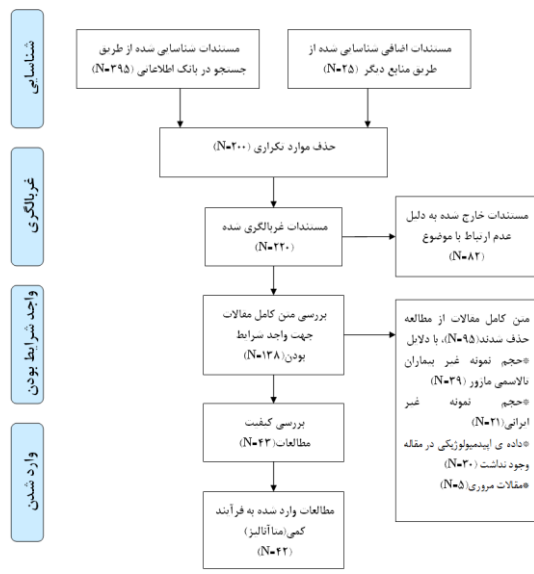 شناسایی
مستندات شناسایی شده از طریق
جستجو در بانک اطلاعاتی (N=۳۹۵)
مستندات اضافی شناسایی شده از
طریق منابع دیگر (N=۲۵)
حذف موارد تکراری (N=۲۰۰)
غربالگری
مستندات غربالگری شده
(N=۲۲۰)
مستندات خارج شده به دلیل
عدم ارتباط با موضوع
(N=۸۲)
واجد شرایط بودن
بررسی متن کامل مقالات
جهت واجد شرایط
بودن(N=۱۳۸)
متن کامل مقالات از مطالعه
حذف شدند(N=۹۵)، با دلایل
*حجم نمونه غیر بیماران
تالاسمی ماژور (N=۳۹)
*حجم نمونه غیر
ایرانی(N=۲۱)
*داده ی اپیدمیولوژیکی در مقاله
وجود نداشت (N=۳۰)
*مقالات مروری(N=۵)
وارد شدن
بررسی کیفیت
مطالعات(N=۴۳)
مطالعات وارد شده به فرآیند
کمی(متاآنالیز)
(N=۴۲)